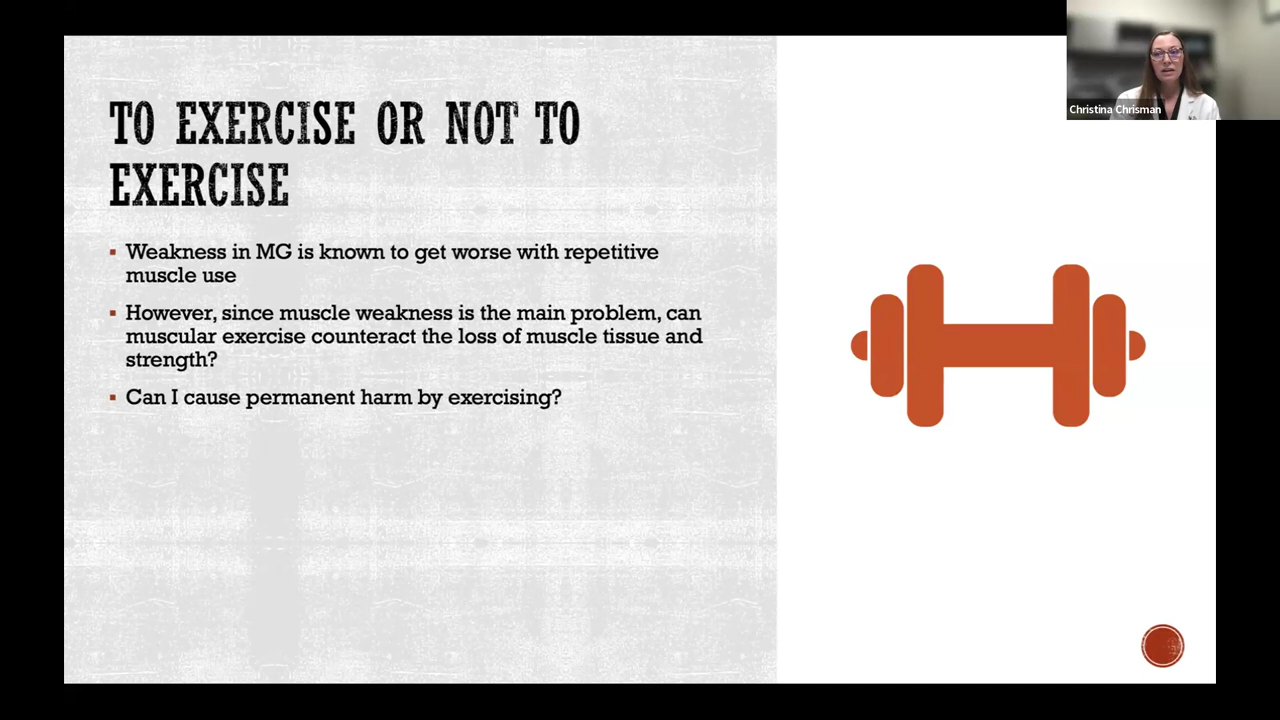 TO EXERCISE OR NOT TO
EXERCISE
▪ Weakness in MG is known to get worse with repetitive
muscle use
▪ However, since muscle weakness is the main problem, can
muscular exercise counteract the loss of muscle tissue and
strength?
▪ Can I cause permanent harm by exercising?
Christina Chrisman